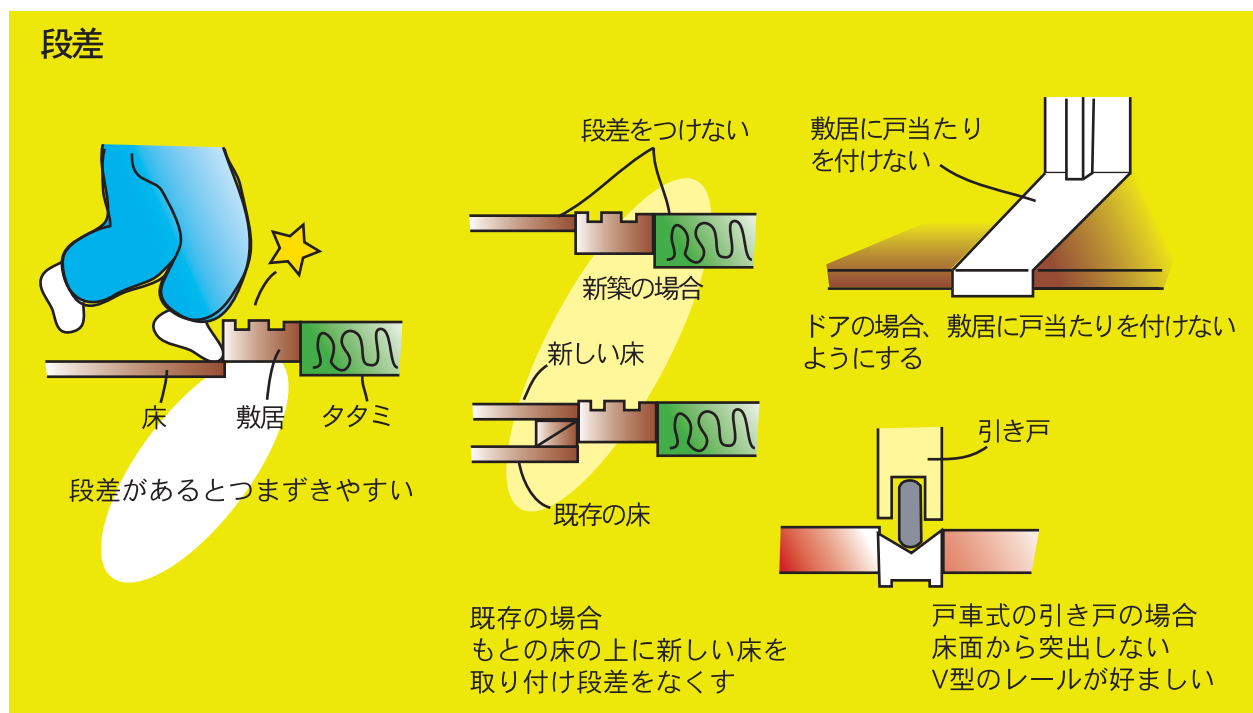 段差
床
敷居
タタミ
段差があるとつまずきやすい
段差をつけない
新築の場合
新しい床
既存の床
既存の場合
もとの床の上に新しい床を
取り付け段差をなくす
敷居に戸当たり
を付けない
ドアの場合、敷居に戸当たりを付けない
ようにする
引き戸
戸車式の引き戸の場合
床面から突出しない
V型のレールが好ましい